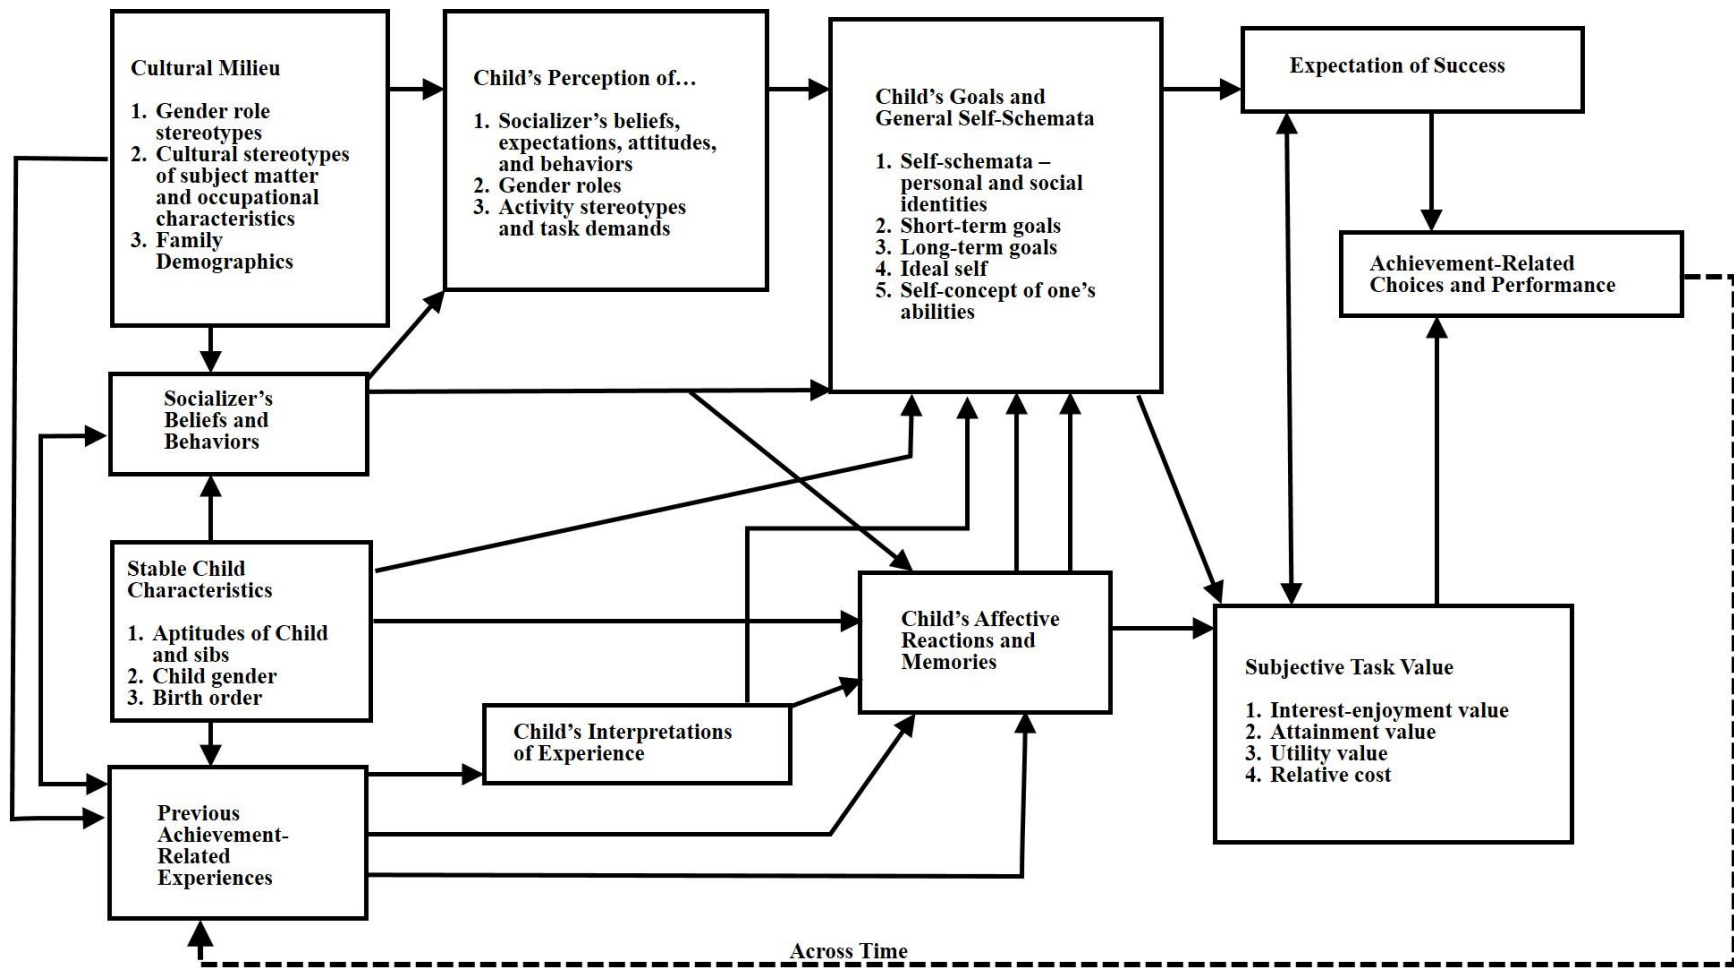 Cultural Milieu
1. Gender role
stereotypes
2. Cultural stereotypes
of subject matter
and occupational
characteristics
3. Family
Demographics
Child’s Perception of…
1. Socializer’s beliefs,
expectations, attitudes,
and behaviors
2. Gender roles
3. Activity stereotypes
and task demands
Child’s Goals and
General Self-Schemata
1. Self-schemata –
personal and social
identities
2. Short-term goals
3. Long-term goals
4. Ideal self
5. Self-concept of one’s
abilities
Expectation of Success
Achievement-Related
Choices and Performance
Socializer’s
Beliefs and
Behaviors
Stable Child
Characteristics
1. Aptitudes of Child
and sibs
2. Child gender
3. Birth order
Child’s Affective
Reactions and
Memories
Subjective Task Value
1. Interest-enjoyment value
2. Attainment value
3. Utility value
4. Relative cost
Child’s Interpretations
of Experience
Previous
Achievement-
Related
Experiences
Across Time